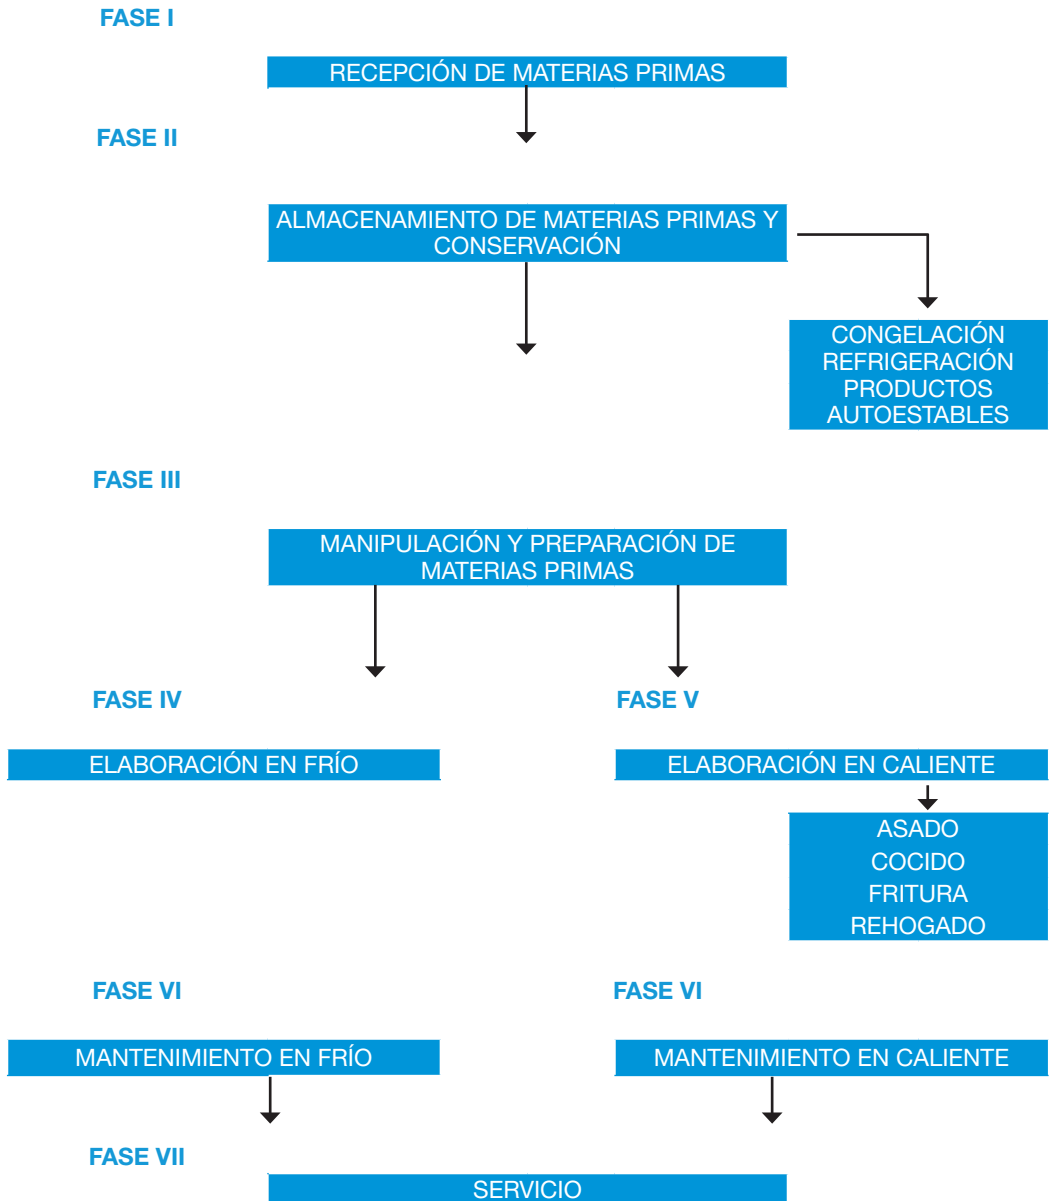 FASE I
RECEPCIÓN DE MATERIAS PRIMAS
FASE II
ALMACENAMIENTO DE MATERIAS PRIMAS Y
CONSERVACIÓN
CONGELACIÓN
REFRIGERACIÓN
PRODUCTOS
AUTOESTABLES
FASE III
MANIPULACIÓN Y PREPARACIÓN DE
MATERIAS PRIMAS
FASE IV
FASE V
ELABORACIÓN EN FRÍO
ELABORACIÓN EN CALIENTE
ASADO
COCIDO
FRITURA
REHOGADO
FASE VI
FASE VI
MANTENIMIENTO EN FRÍO
MANTENIMIENTO EN CALIENTE
FASE VII
SERVICIO